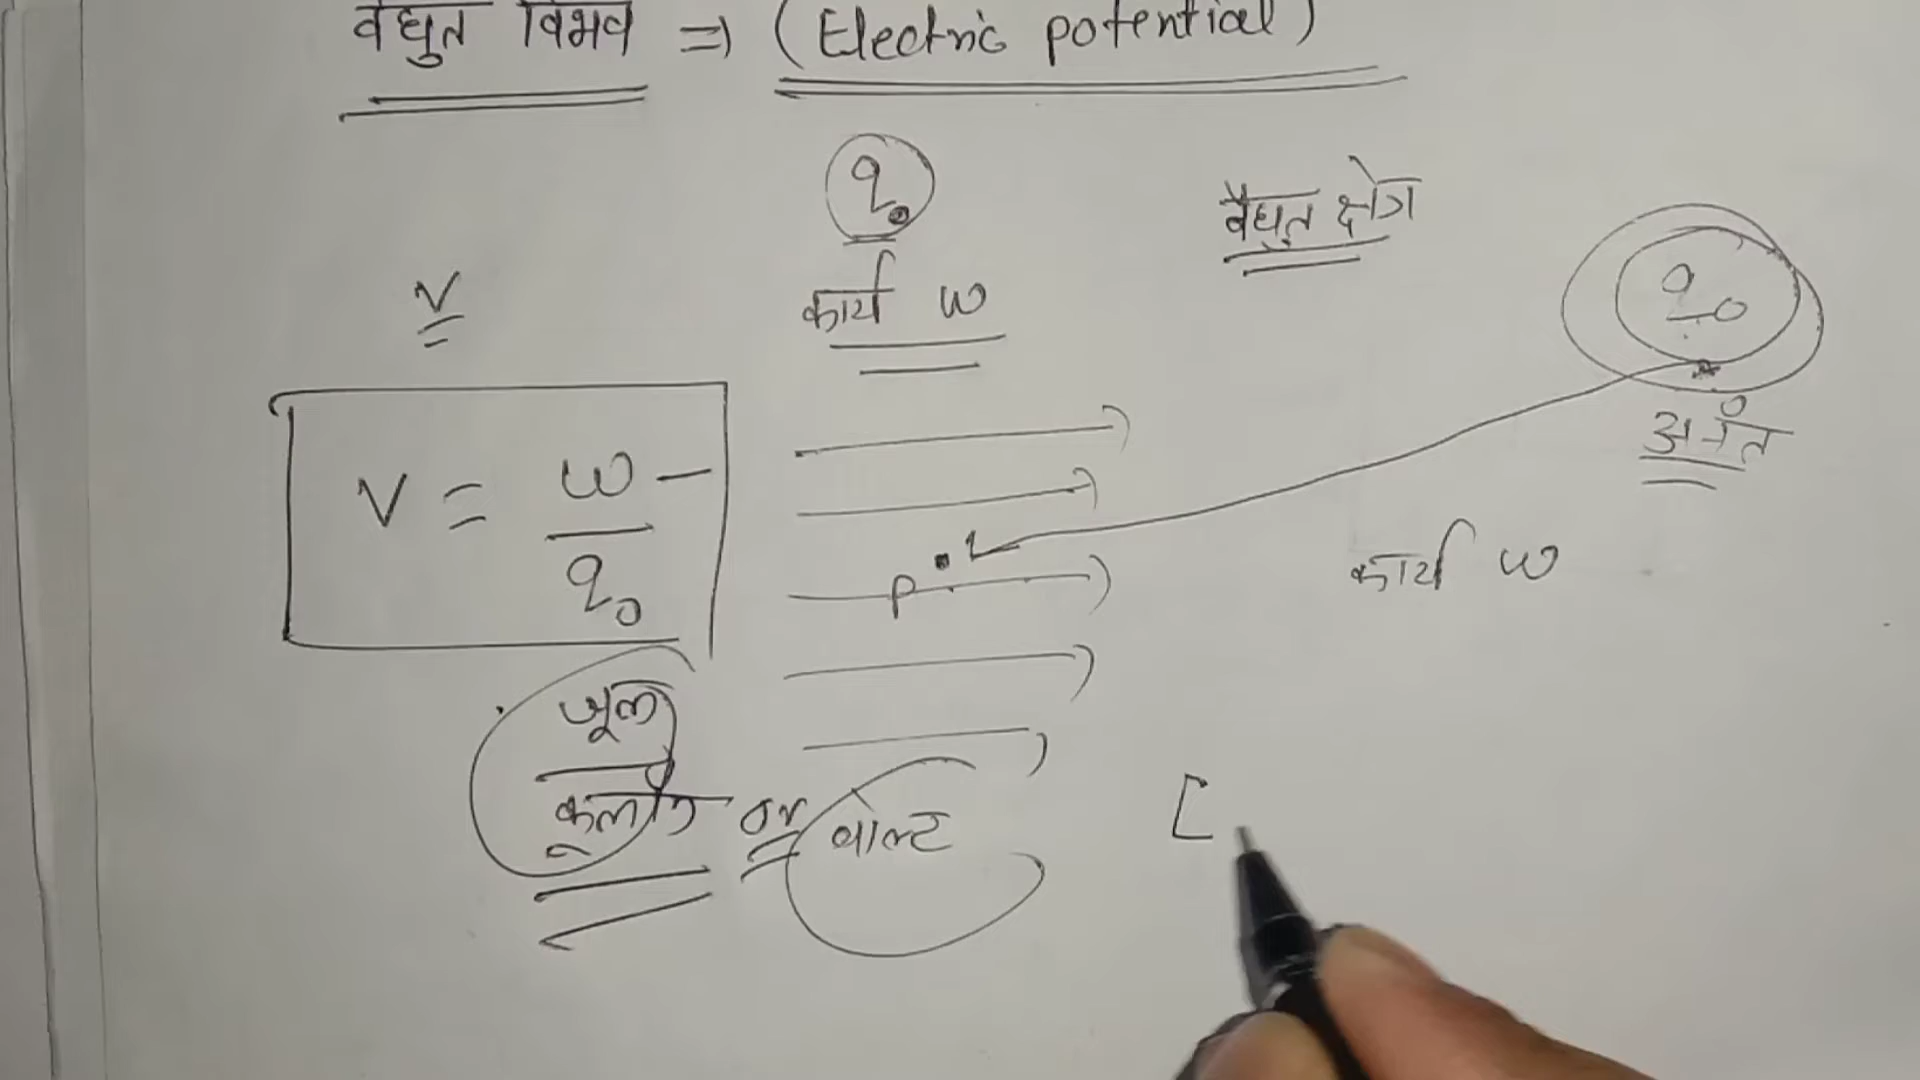 वैद्युत विभव => (Electric potential)
q₀
वैद्युत क्षेत्र
q₀
V
कार्य W
अनंत
V = W/q₀
P
कार्य W
जूल/कूलॉम or वोल्ट
[